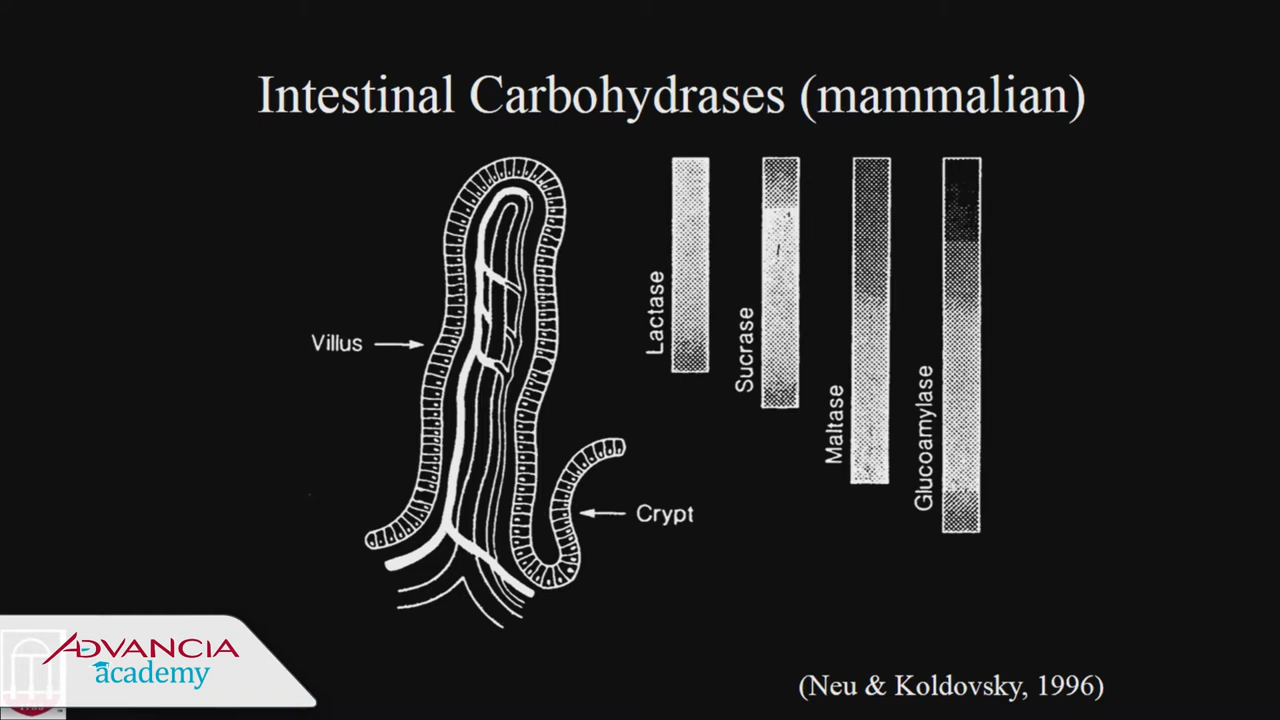 Intestinal Carbohydrases (mammalian)
Lactase
Sucrase
Maltase
Glucoamylase
Villus
Crypt
ADVANCIA
academy
(Neu & Koldovsky, 1996)